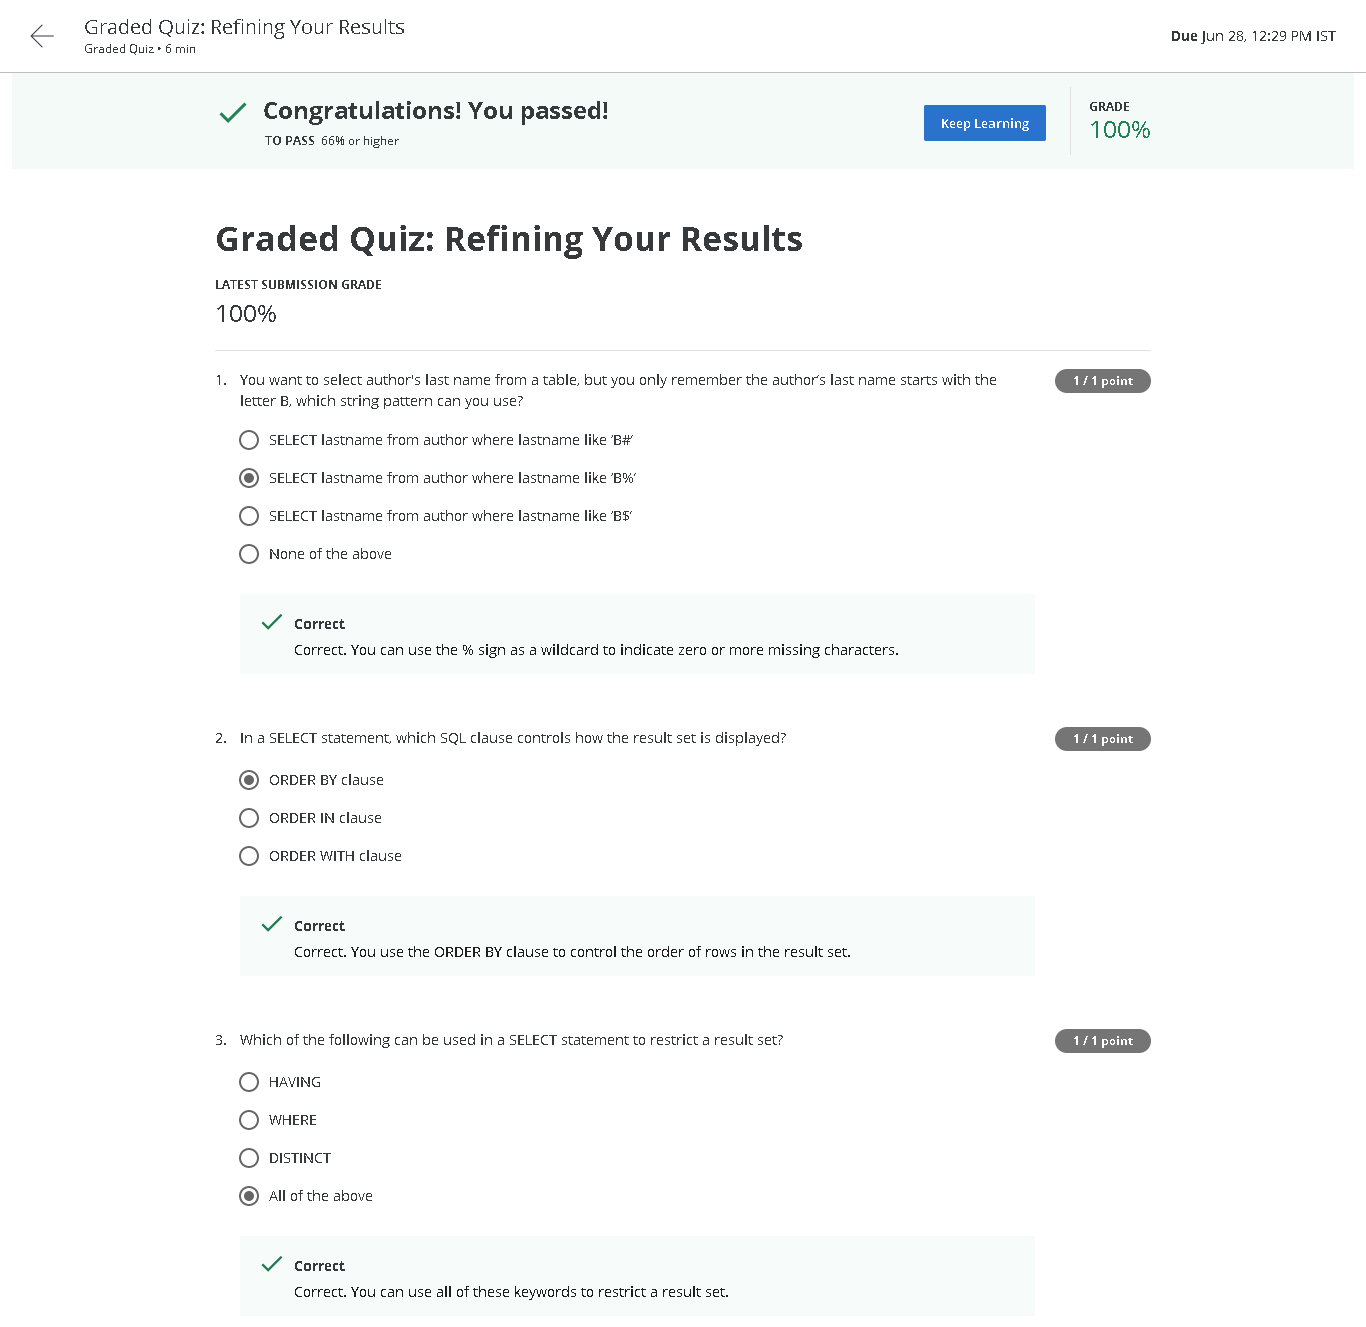 Graded Quiz: Refining Your Results
Graded Quiz • 6 min
Due Jun 28, 12:29 PM IST
Congratulations! You passed!
TO PASS 66% or higher
Keep Learning
GRADE
100%
Graded Quiz: Refining Your Results
LATEST SUBMISSION GRADE
100%
1. You want to select author's last name from a table, but you only remember the author’s last name starts with the
letter B, which string pattern can you use?
1 / 1 point
SELECT lastname from author where lastname like ‘B#’
SELECT lastname from author where lastname like ‘B%’
SELECT lastname from author where lastname like ‘B$’
None of the above
Correct
Correct. You can use the % sign as a wildcard to indicate zero or more missing characters.
2. In a SELECT statement, which SQL clause controls how the result set is displayed?
1 / 1 point
ORDER BY clause
ORDER IN clause
ORDER WITH clause
Correct
Correct. You use the ORDER BY clause to control the order of rows in the result set.
3. Which of the following can be used in a SELECT statement to restrict a result set?
1 / 1 point
HAVING
WHERE
DISTINCT
All of the above
Correct
Correct. You can use all of these keywords to restrict a result set.